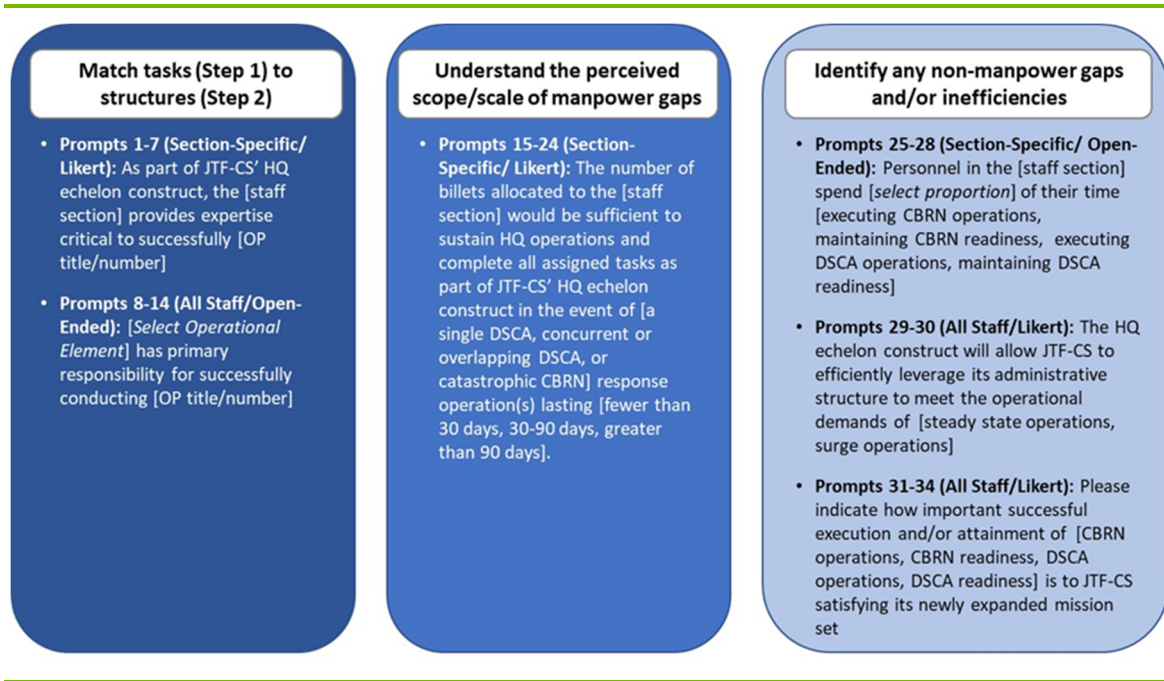 Match tasks (Step 1) to
structures (Step 2)
• Prompts 1-7 (Section-Specific/
Likert): As part of JTF-CS’ HQ
echelon construct, the [staff
section] provides expertise
critical to successfully [OP
title/number]
• Prompts 8-14 (All Staff/Open-
Ended): [Select Operational
Element] has primary
responsibility for successfully
conducting [OP title/number]
Understand the perceived
scope/scale of manpower gaps
• Prompts 15-24 (Section-
Specific/ Likert): The number of
billets allocated to the [staff
section] would be sufficient to
sustain HQ operations and
complete all assigned tasks as
part of JTF-CS’ HQ echelon
construct in the event of [a
single DSCA, concurrent or
overlapping DSCA, or
catastrophic CBRN] response
operation(s) lasting [fewer than
30 days, 30-90 days, greater
than 90 days].
Identify any non-manpower gaps
and/or inefficiencies
• Prompts 25-28 (Section-Specific/ Open-
Ended): Personnel in the [staff section]
spend [select proportion] of their time
[executing CBRN operations,
maintaining CBRN readiness, executing
DSCA operations, maintaining DSCA
readiness]
• Prompts 29-30 (All Staff/Likert): The HQ
echelon construct will allow JTF-CS to
efficiently leverage its administrative
structure to meet the operational
demands of [steady state operations,
surge operations]
• Prompts 31-34 (All Staff/Likert): Please
indicate how important successful
execution and/or attainment of [CBRN
operations, CBRN readiness, DSCA
operations, DSCA readiness] is to JTF-CS
satisfying its newly expanded mission
set